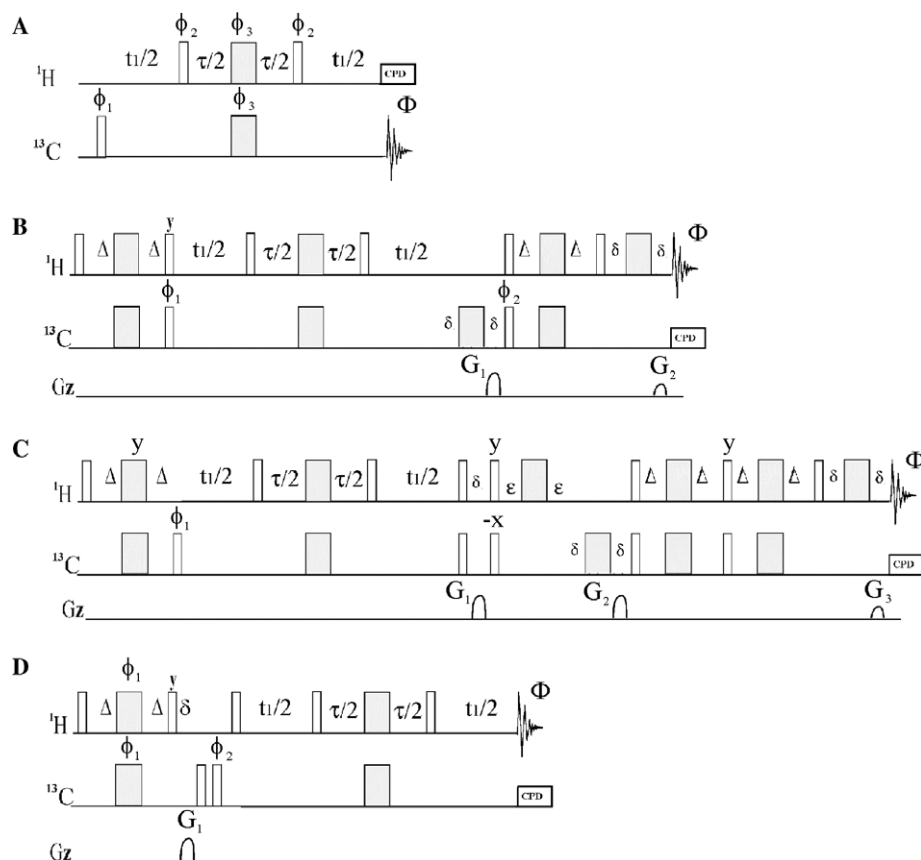 A
ϕ₂ ϕ₃ ϕ₂
t₁/2 τ/2 τ/2 t₁/2
¹H CPD
ϕ₁ ϕ₃ Φ
¹³C
B
y Φ
Δ Δ t₁/2 τ/2 τ/2 t₁/2 Δ Δ δ δ
¹H
ϕ₁ ϕ₂
¹³C δ δ CPD
G₁ G₂
Gz
C
y y y Φ
Δ Δ t₁/2 τ/2 τ/2 t₁/2 δ ε ε Δ Δ Δ Δ δ δ
¹H
ϕ₁ -x
¹³C δ δ CPD
G₁ G₂ G₃
Gz
D
ϕ₁ y Φ
Δ Δ δ t₁/2 τ/2 τ/2 t₁/2
¹H
ϕ₁ ϕ₂
¹³C CPD
G₁
Gz